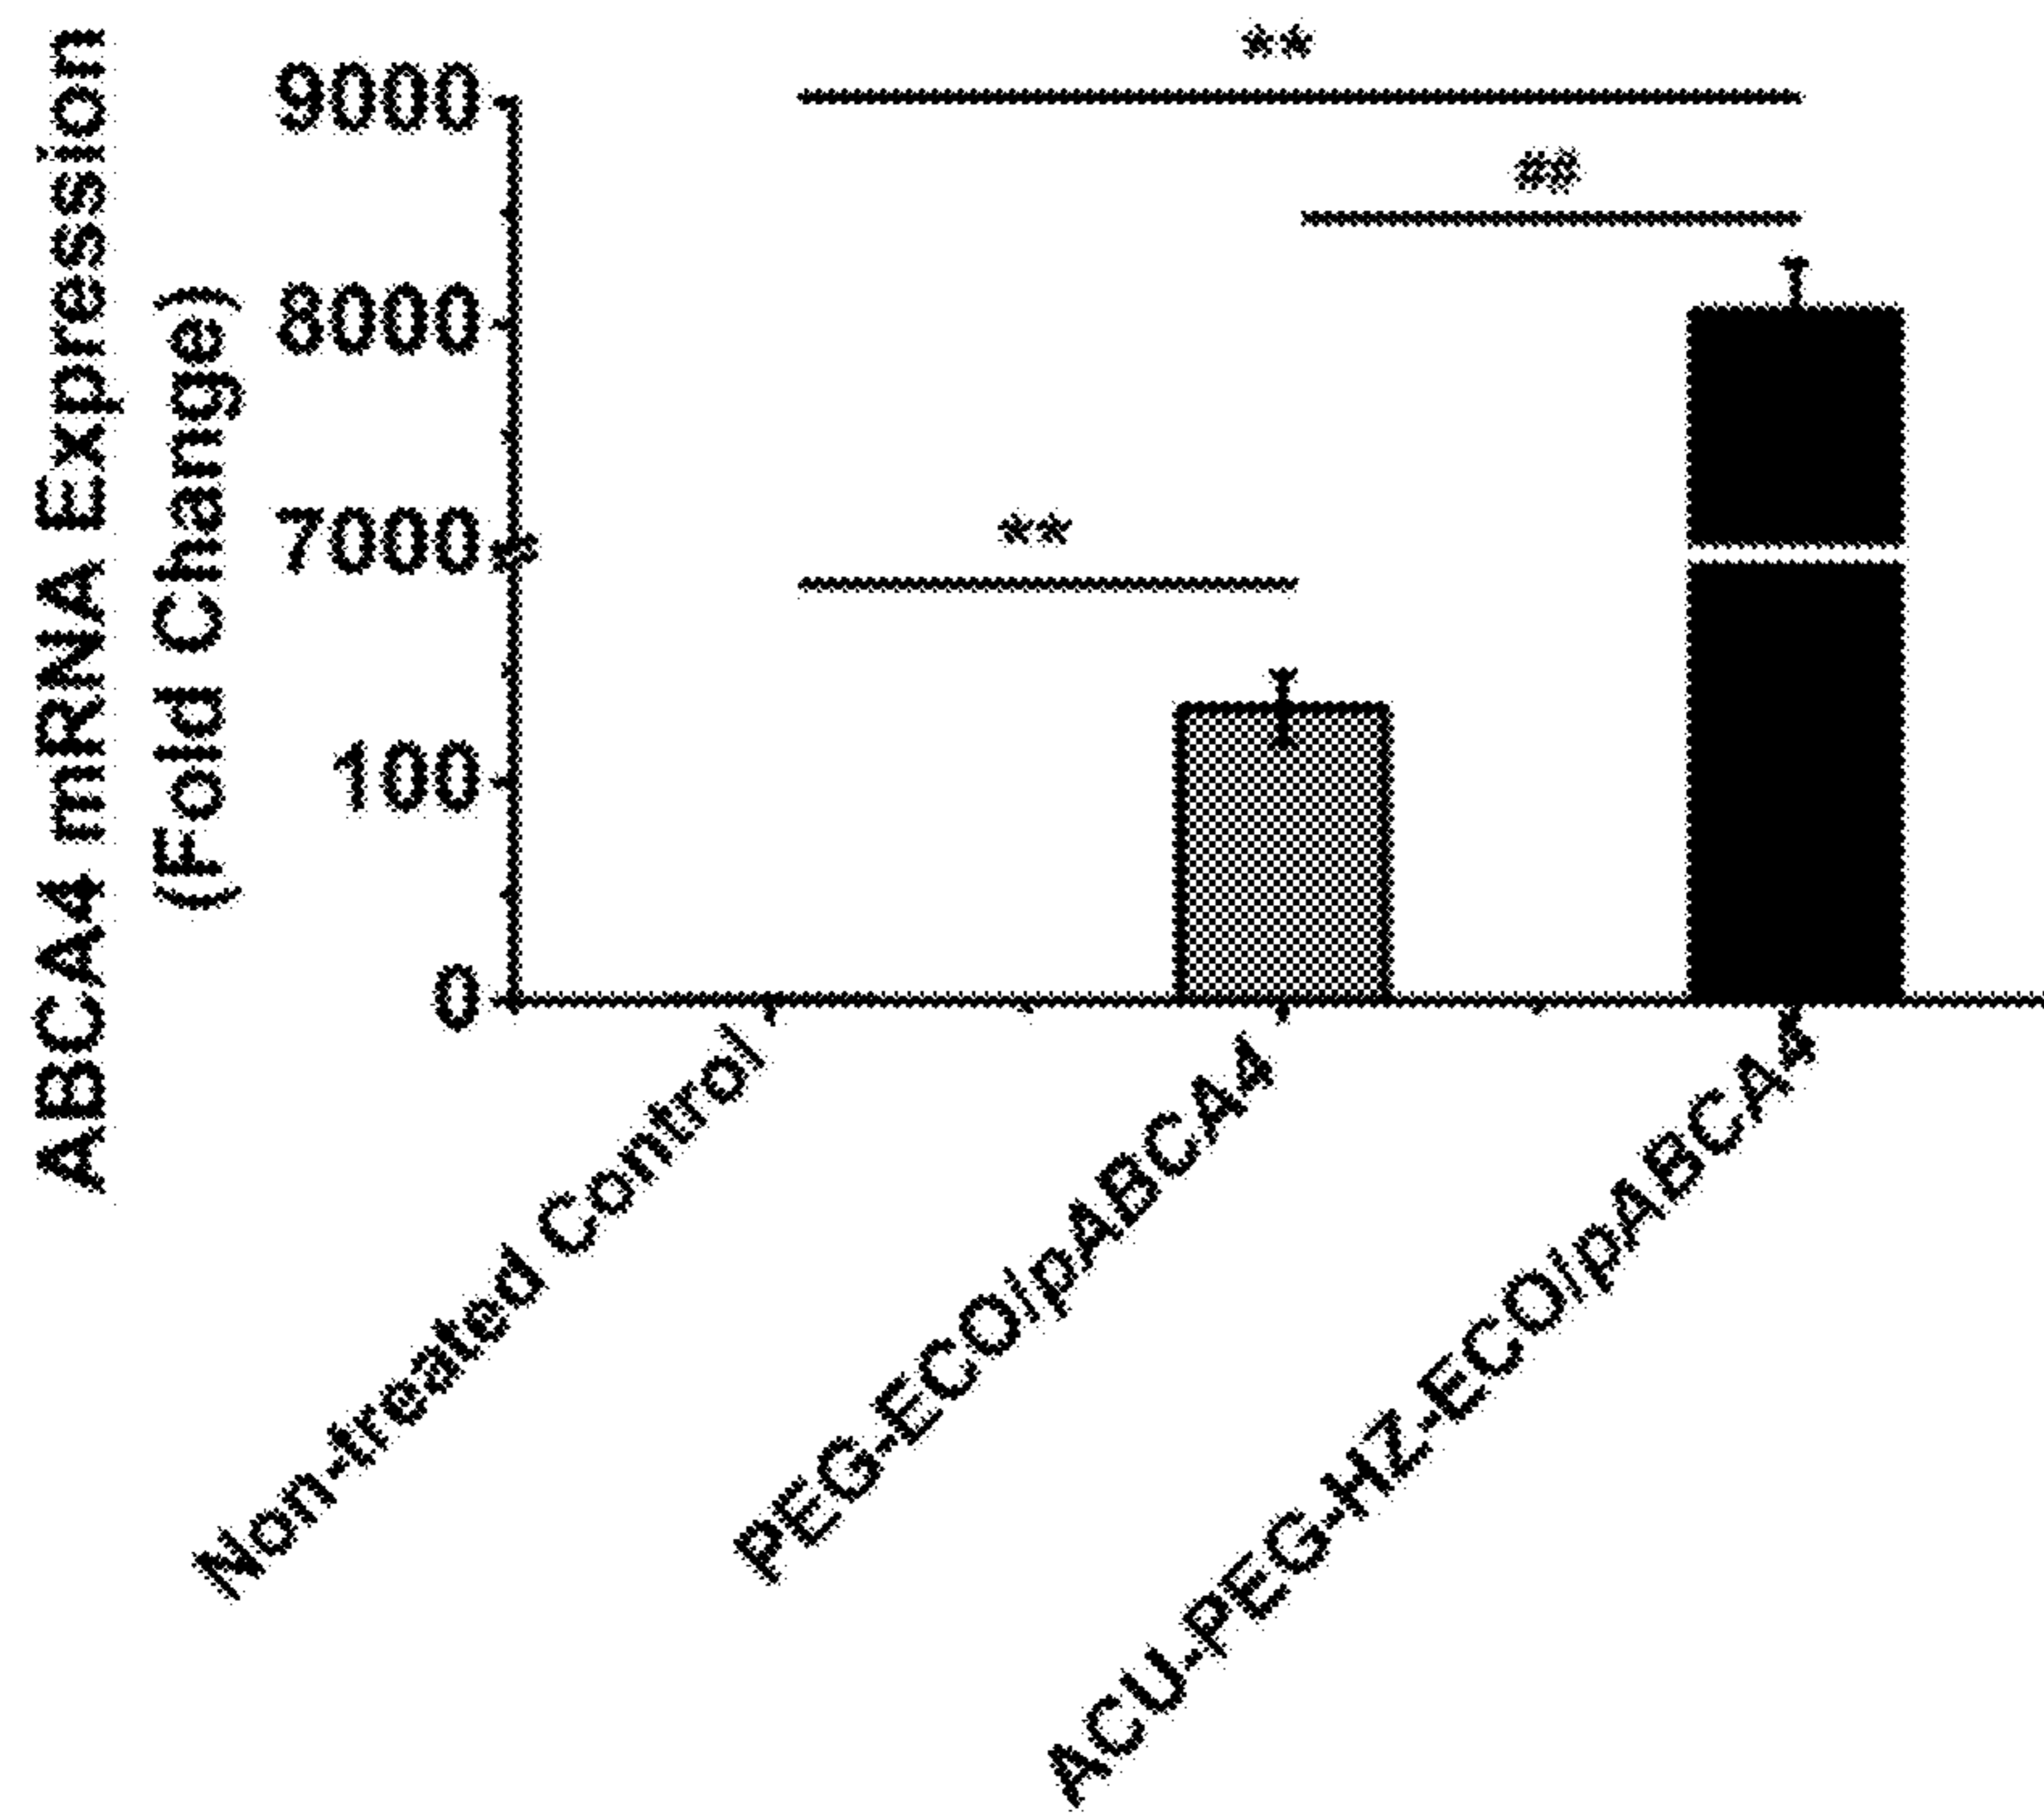 ABCA4 mRNA Expression
(Fold Change)
9000
8000
7000
100
0
**
##
**
Non-treated Control
PEG-ECO/pABCA4
ACU-PEG-HZ-ECO/pABCA4